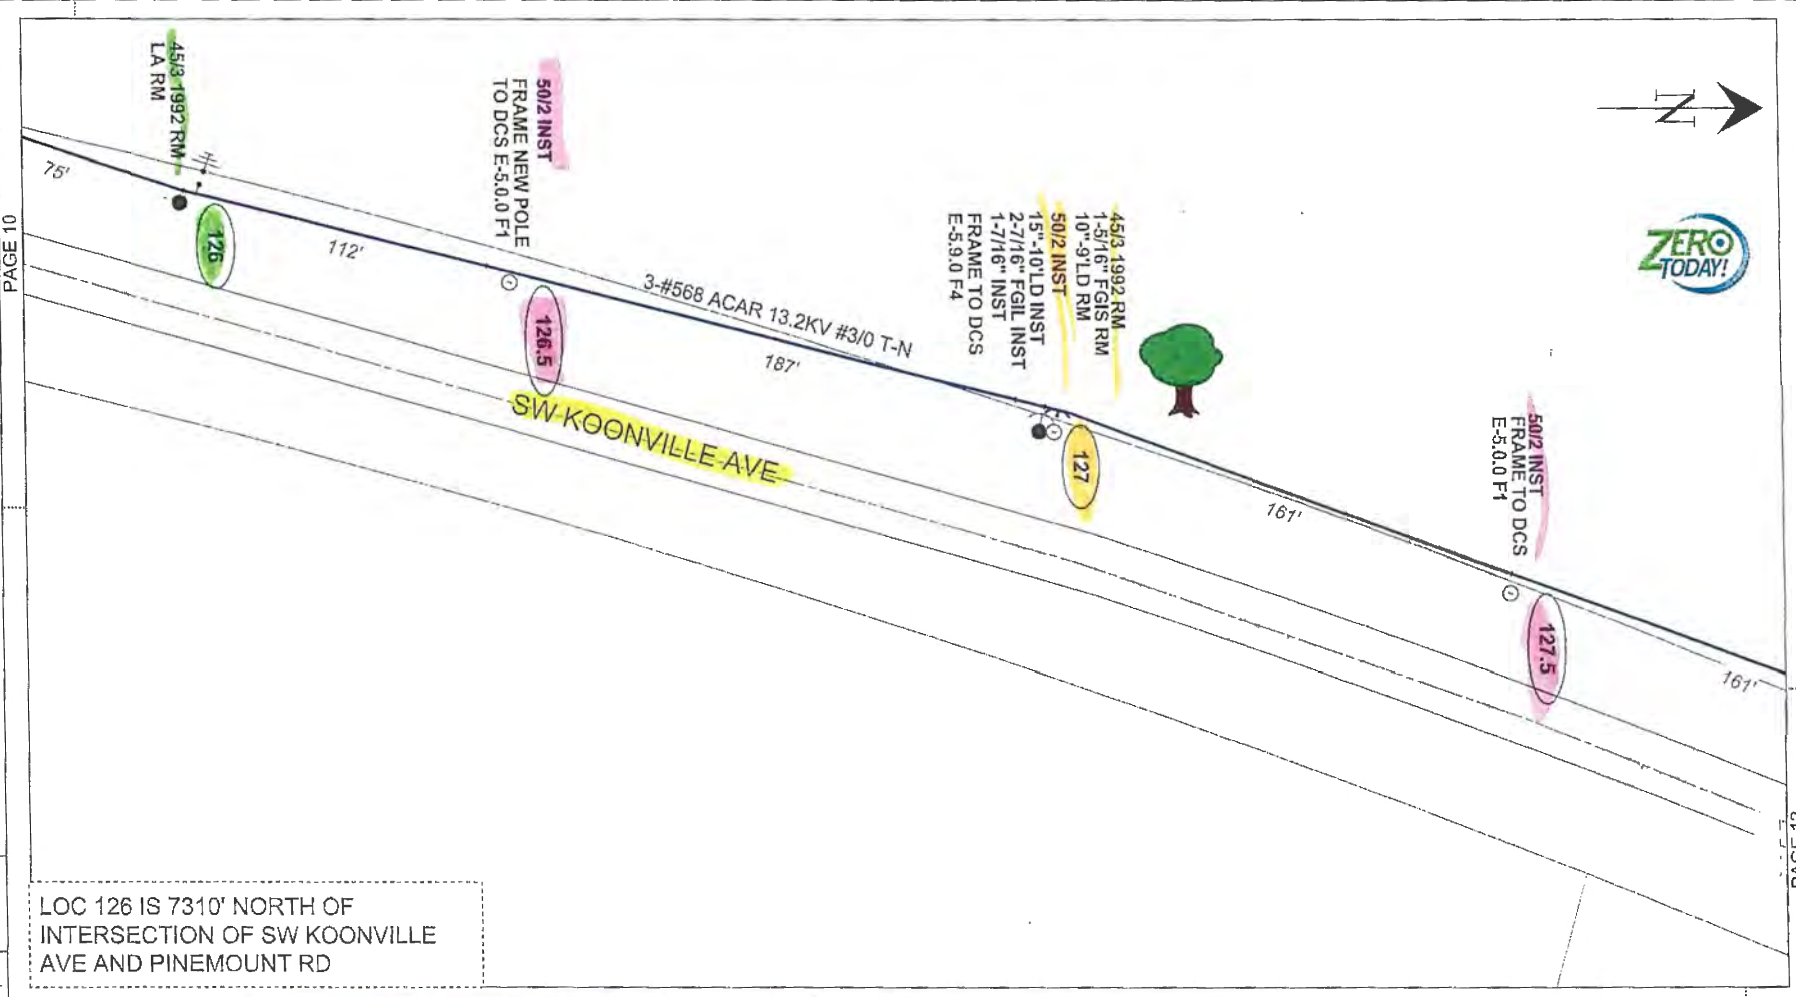 45/3 1992 RM
LA RM
126
75'
112'
50/2 INST
FRAME NEW POLE
TO DCS E-5.0.0 F1
126.5
3-#568 ACAR 13.2KV #3/0 T-N
187'
SW KOONVILLE AVE
45/3 1992 RM
1-5/16" FGIS RM
10"-9'LD RM
50/2 INST
15"-10'LD INST
2-7/16" FGIL INST
1-7/16" INST
FRAME TO DCS
E-5.9.0 F4
127
161'
50/2 INST
FRAME TO DCS
E-5.0.0 F1
127.5
161'
N
ZERO
TODAY!
PAGE 10
LOC 126 IS 7310' NORTH OF
INTERSECTION OF SW KOONVILLE
AVE AND PINEMOUNT RD